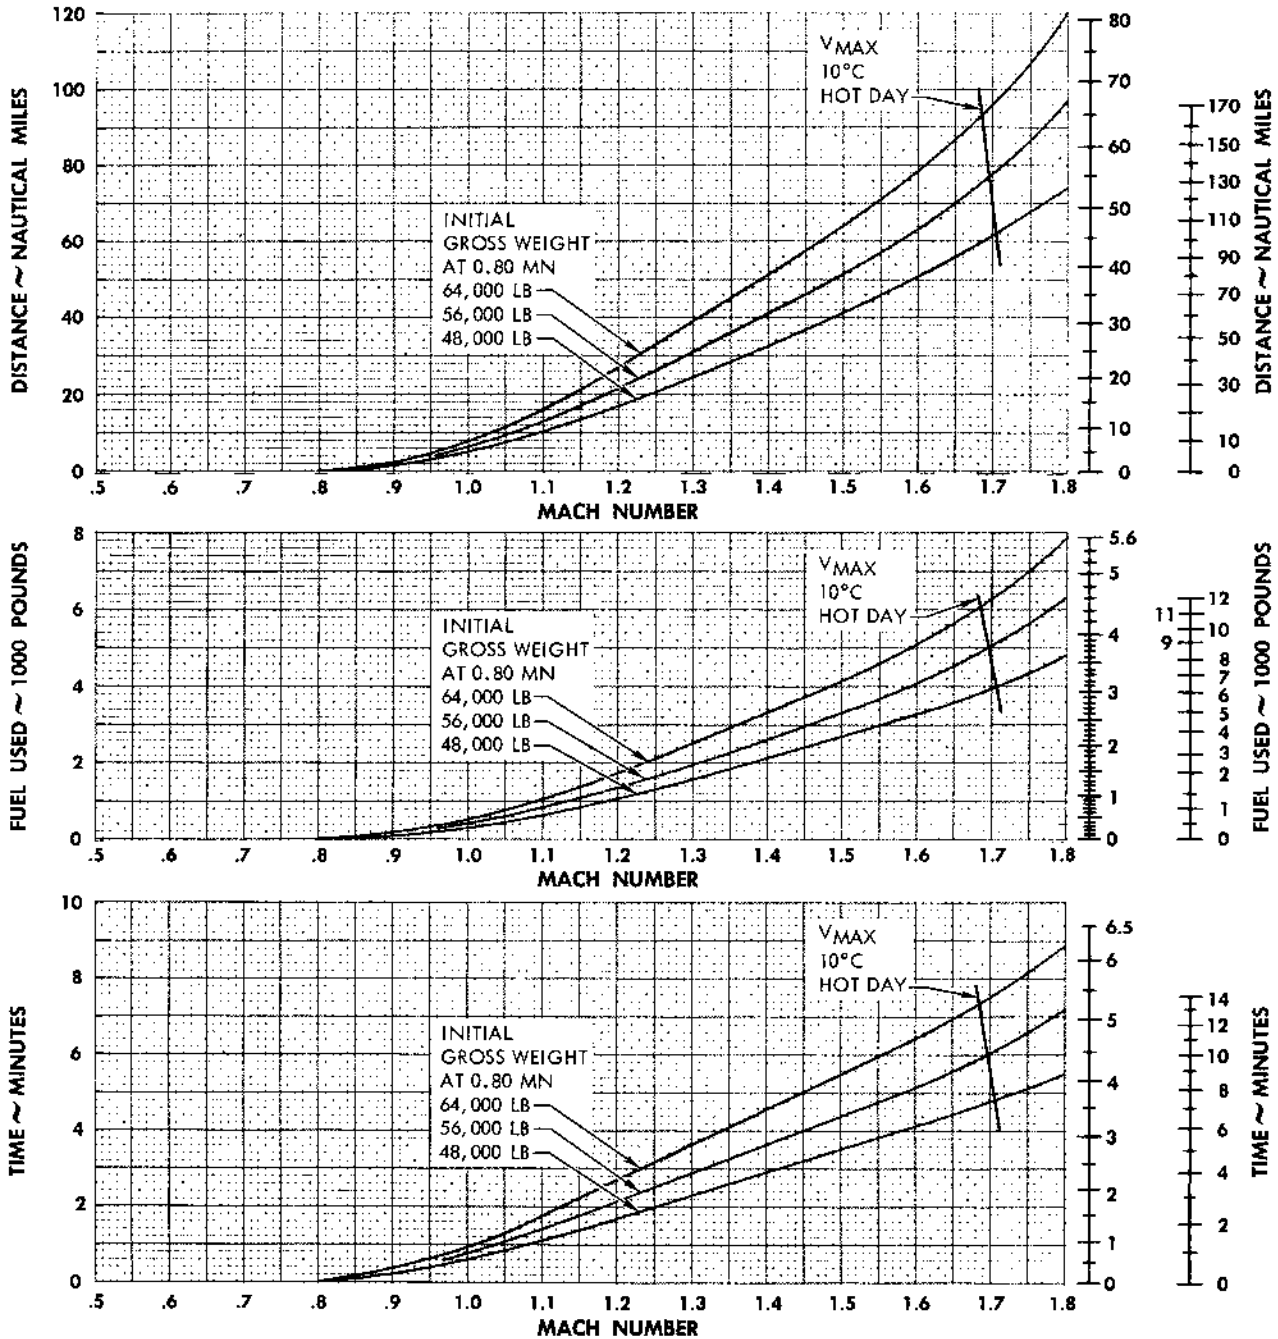 DISTANCE ~ NAUTICAL MILES
120
100
80
60
40
20
0
VMAX
10°C
HOT DAY
INITIAL
GROSS WEIGHT
AT 0.80 MN
64,000 LB
56,000 LB
48,000 LB
.5 .6 .7 .8 .9 1.0 1.1 1.2 1.3 1.4 1.5 1.6 1.7 1.8
MACH NUMBER
80
70
60
50
40
30
20
10
0
170
150
130
110
90
70
50
30
10
0
DISTANCE ~ NAUTICAL MILES
FUEL USED ~ 1000 POUNDS
8
6
4
2
0
VMAX
10°C
HOT DAY
INITIAL
GROSS WEIGHT
AT 0.80 MN
64,000 LB
56,000 LB
48,000 LB
.5 .6 .7 .8 .9 1.0 1.1 1.2 1.3 1.4 1.5 1.6 1.7 1.8
MACH NUMBER
5.6
5
4
3
2
1
0
12
11
10
9
8
7
6
5
4
3
2
1
0
FUEL USED ~ 1000 POUNDS
TIME ~ MINUTES
10
8
6
4
2
0
VMAX
10°C
HOT DAY
INITIAL
GROSS WEIGHT
AT 0.80 MN
64,000 LB
56,000 LB
48,000 LB
.5 .6 .7 .8 .9 1.0 1.1 1.2 1.3 1.4 1.5 1.6 1.7 1.8
MACH NUMBER
6.5
6
5
4
3
2
1
0
14
12
10
8
6
4
2
0
TIME ~ MINUTES